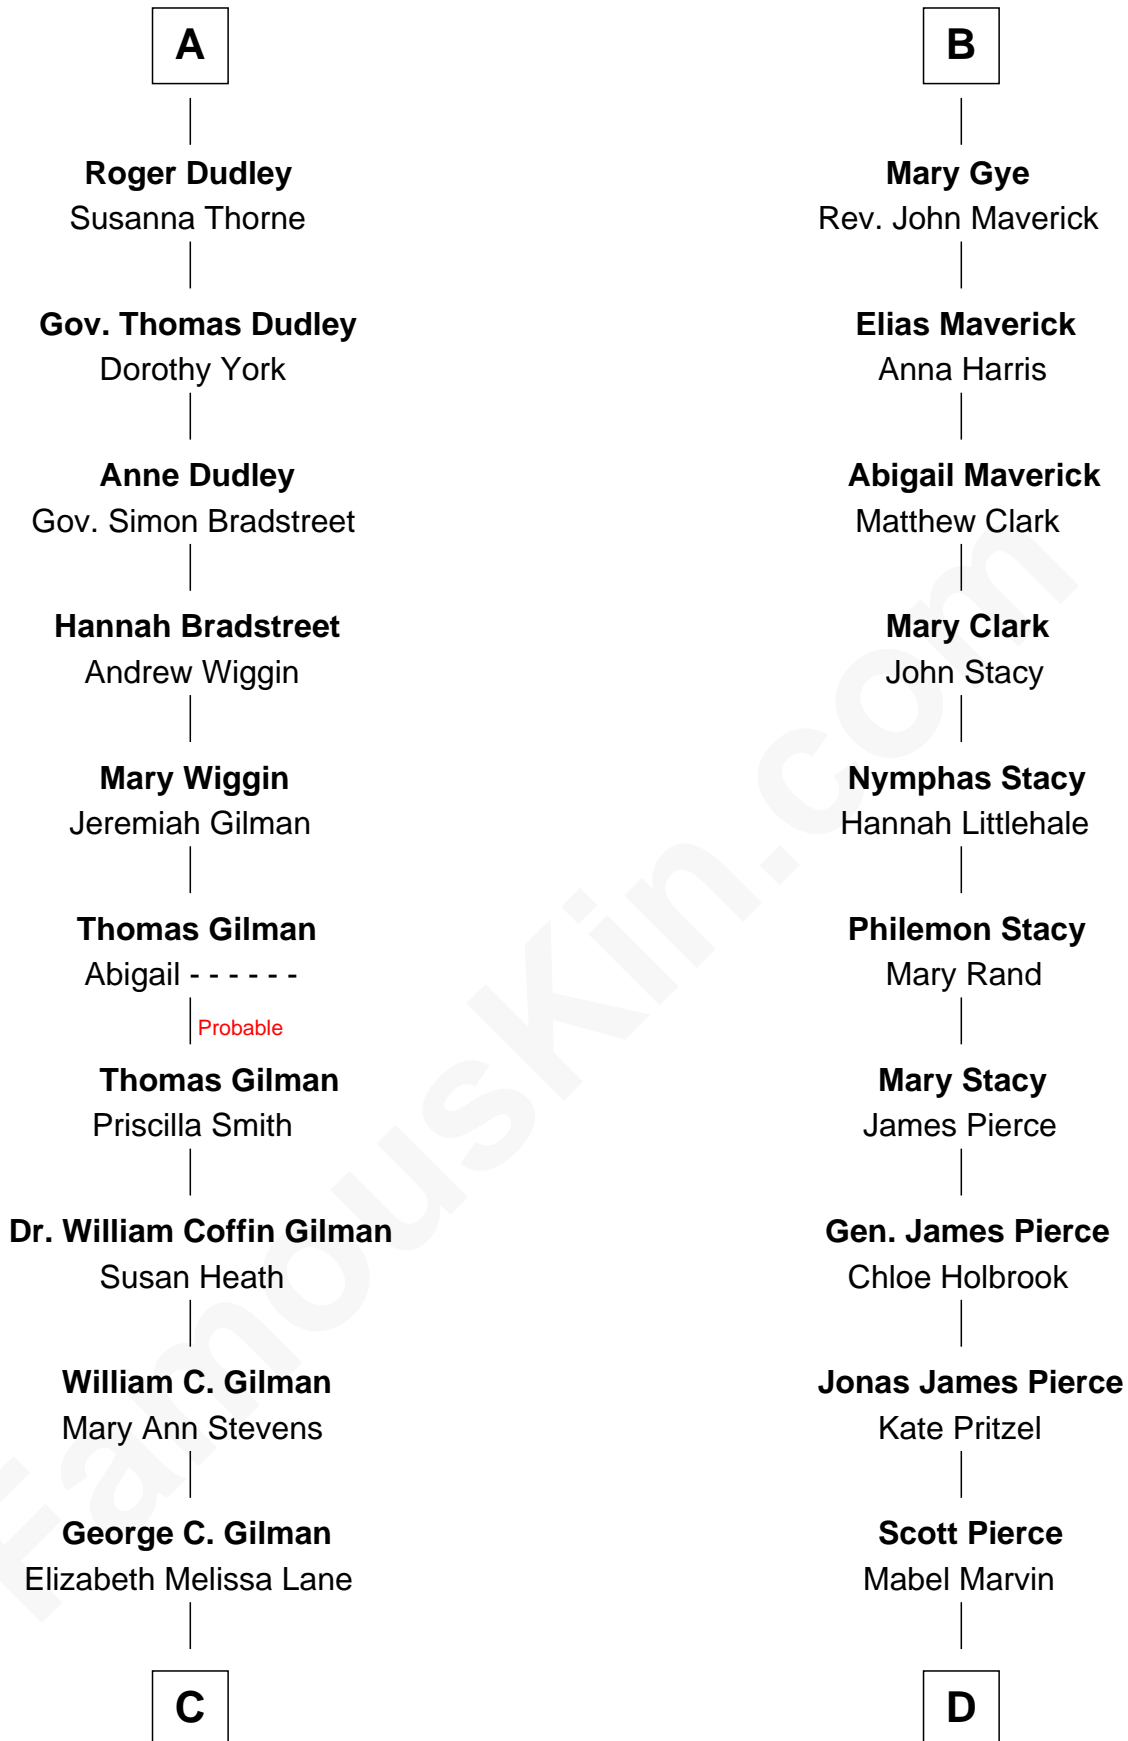 A
Roger Dudley
Susanna Thorne
Gov. Thomas Dudley
Dorothy York
Anne Dudley
Gov. Simon Bradstreet
Hannah Bradstreet
Andrew Wiggin
Mary Wiggin
Jeremiah Gilman
Thomas Gilman
Abigail - - - - - -
Probable
Thomas Gilman
Priscilla Smith
Dr. William Coffin Gilman
Susan Heath
William C. Gilman
Mary Ann Stevens
George C. Gilman
Elizabeth Melissa Lane
C
B
Mary Gye
Rev. John Maverick
Elias Maverick
Anna Harris
Abigail Maverick
Matthew Clark
Mary Clark
John Stacy
Nymphas Stacy
Hannah Littlehale
Philemon Stacy
Mary Rand
Mary Stacy
James Pierce
Gen. James Pierce
Chloe Holbrook
Jonas James Pierce
Kate Pritzel
Scott Pierce
Mabel Marvin
D
FamousKin.com